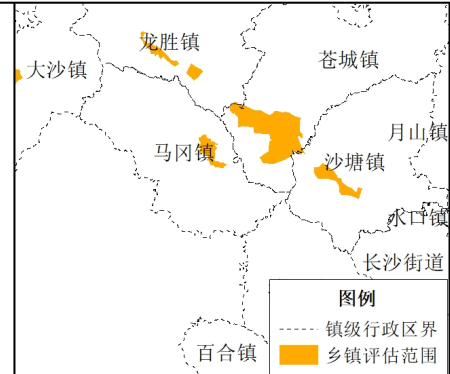 龙胜镇
苍城镇
大沙镇
月山镇
马冈镇
沙塘镇
水口镇
长沙街道
图例
镇级行政区界
百合镇
乡镇评估范围